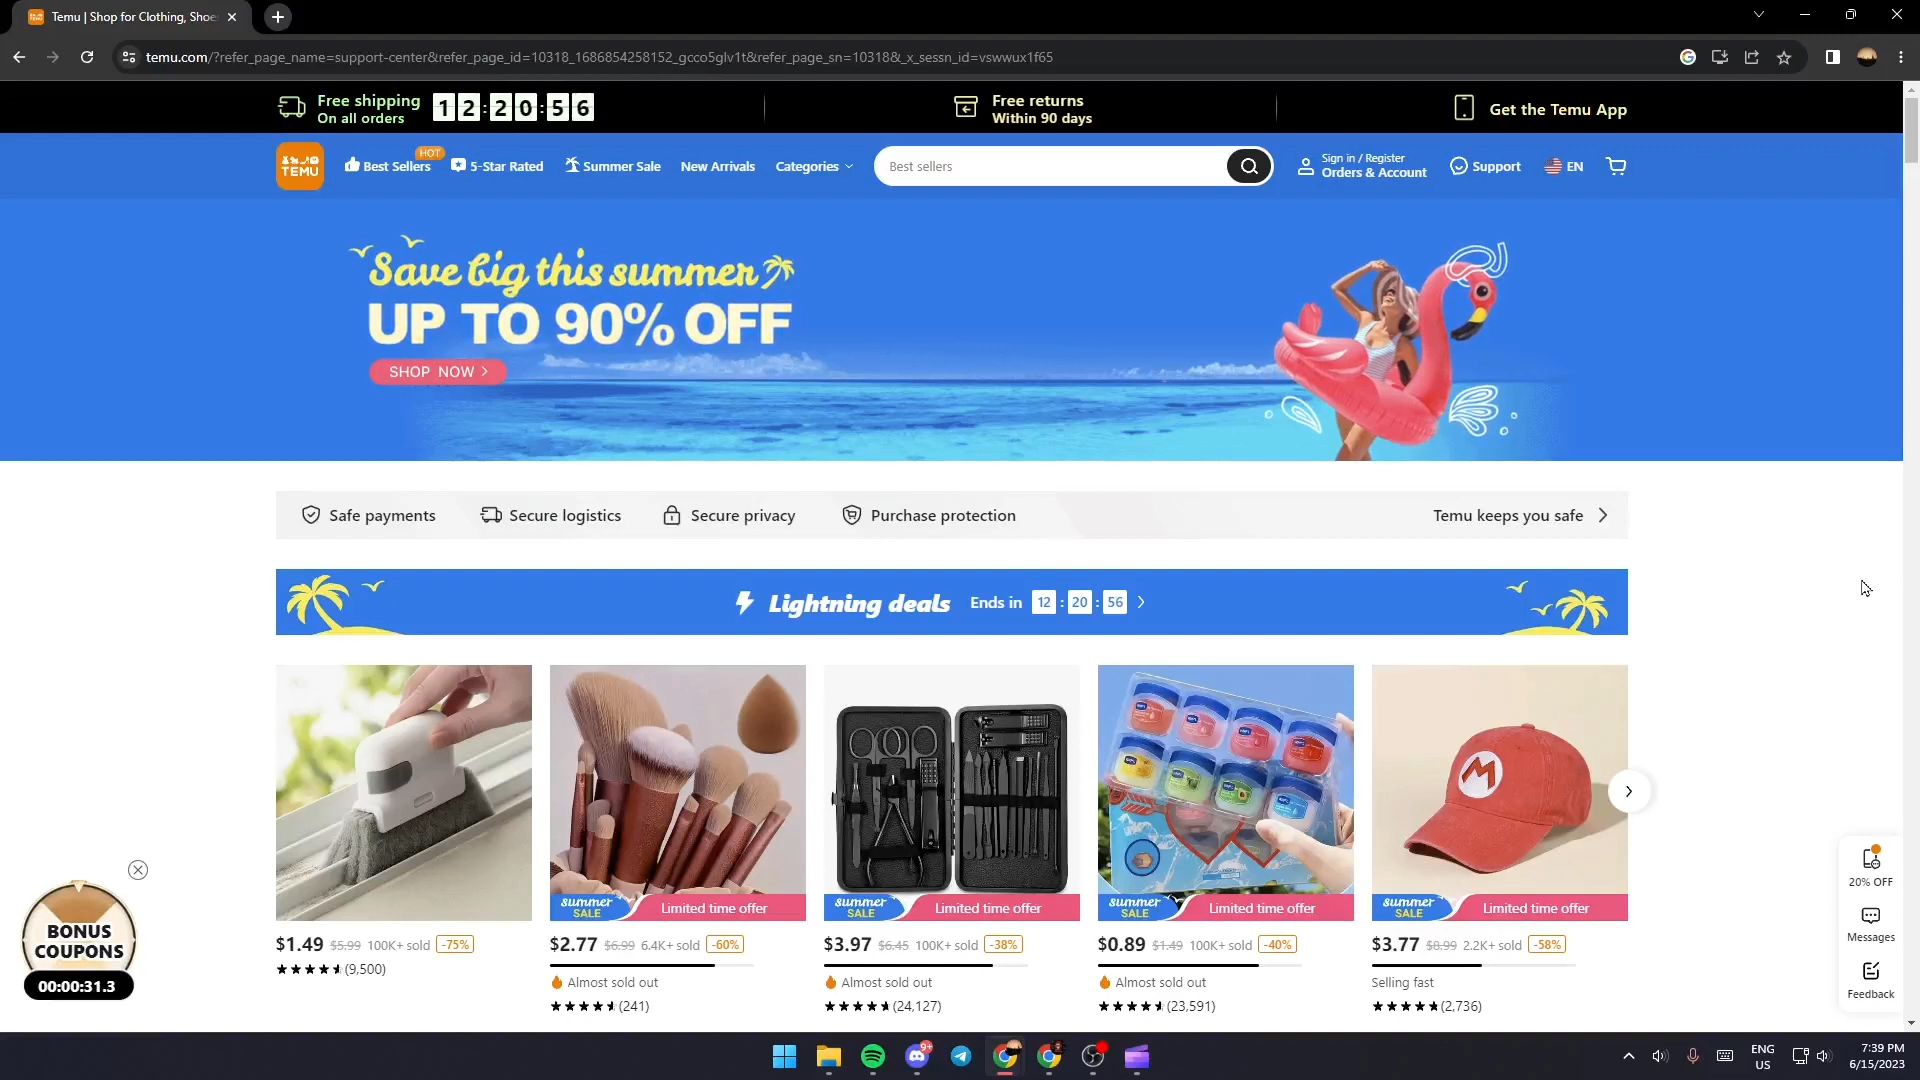 Temu | Shop for Clothing, Shoe
temu.com/?refer_page_name=support-center&refer_page_id=10318_1686854258152_gcco5glv1t&refer_page_sn=10318&_x_sessn_id=vswwux1f65
Free shipping
On all orders
12:20:56
Free returns
Within 90 days
Get the Temu App
TEMU
Best Sellers
HOT
5-Star Rated
Summer Sale
New Arrivals
Categories
Best sellers
Sign in / Register
Orders & Account
Support
EN
Save big this summer
UP TO 90% OFF
SHOP NOW >
Safe payments
Secure logistics
Secure privacy
Purchase protection
Temu keeps you safe
Lightning deals
Ends in 12 : 20 : 56
summer
SALE
Limited time offer
summer
SALE
Limited time offer
summer
SALE
Limited time offer
M
summer
SALE
Limited time offer
$1.49 $5.99 100K+ sold -75%
(9,500)
$2.77 $6.99 6.4K+ sold -60%
Almost sold out
(241)
$3.97 $6.45 100K+ sold -38%
Almost sold out
(24,127)
$0.89 $1.49 100K+ sold -40%
Almost sold out
(23,591)
$3.77 $8.99 2.2K+ sold -58%
Selling fast
(2,736)
BONUS
COUPONS
00:00:31.3
20% OFF
Messages
Feedback
9+
ENG
US
7:39 PM
6/15/2023